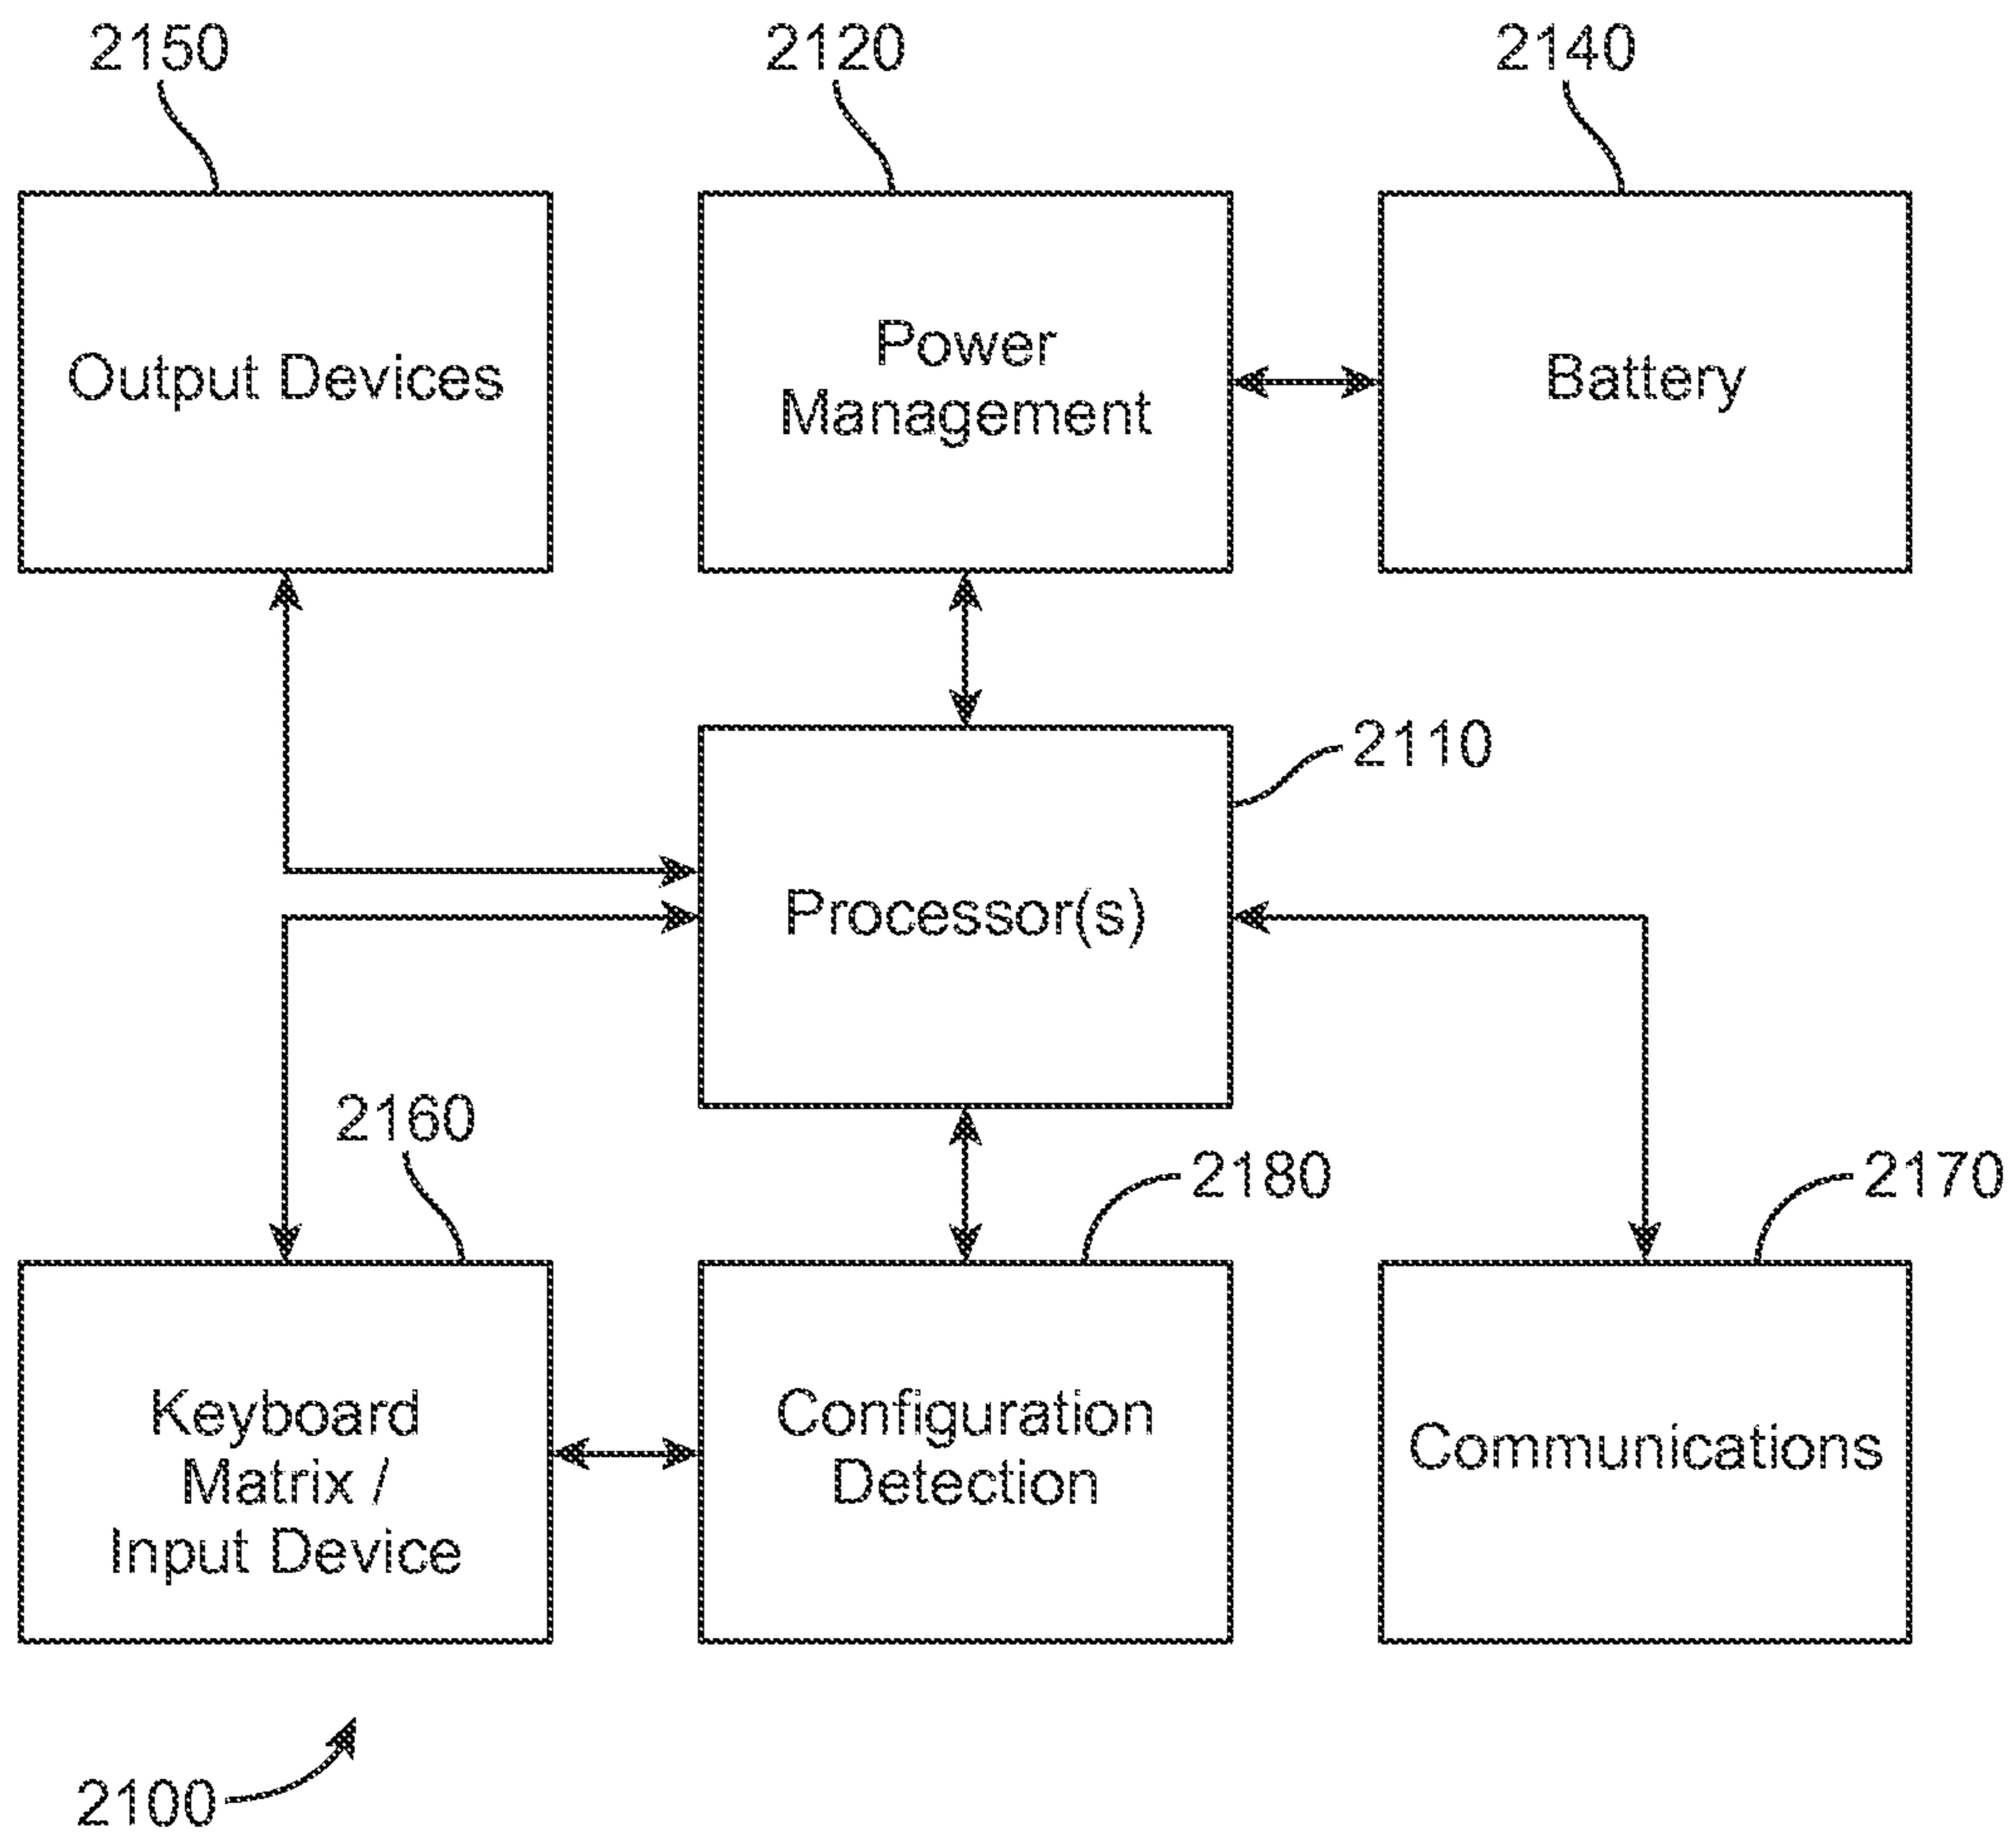 2150
2120
2140
Output Devices
Power
Management
Battery
2110
Processor(s)
2160
2180
2170
Keyboard
Matrix /
Input Device
Configuration
Detection
Communications
2100